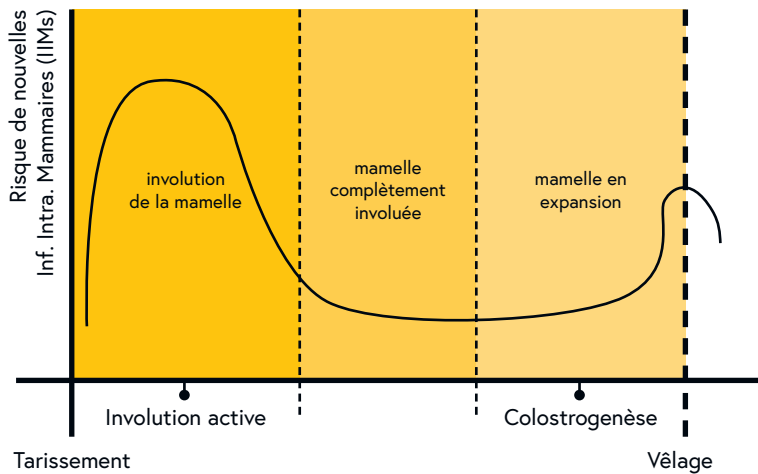 Risque de nouvelles
Inf. Intra. Mammaires (IIMs)
involution
de la mamelle
mamelle
complètement
involuée
mamelle en
expansion
Involution active
Colostrogenèse
Tarissement
Vêlage